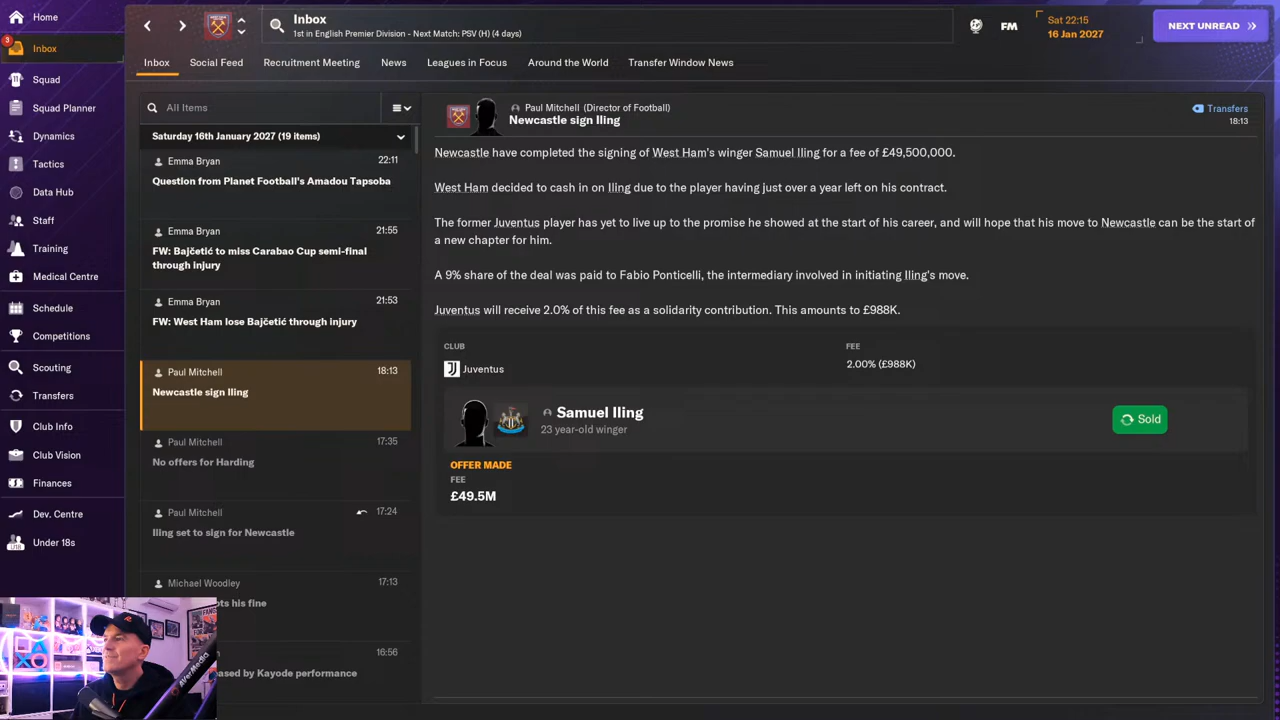 Home
3
Inbox
Squad
Squad Planner
Dynamics
Tactics
Data Hub
Staff
Training
Medical Centre
Schedule
Competitions
Scouting
Transfers
Club Info
Club Vision
Finances
Dev. Centre
Under 18s
Inbox
1st in English Premier Division - Next Match: PSV (H) (4 days)
FM
Sat 22:15
16 Jan 2027
NEXT UNREAD
Inbox
Social Feed
Recruitment Meeting
News
Leagues in Focus
Around the World
Transfer Window News
All Items
Saturday 16th January 2027 (19 items)
Emma Bryan 22:11
Question from Planet Football's Amadou Tapsoba
Emma Bryan 21:55
FW: Bajčetić to miss Carabao Cup semi-final
through injury
Emma Bryan 21:53
FW: West Ham lose Bajčetić through injury
Paul Mitchell 18:13
Newcastle sign Iling
Paul Mitchell 17:35
No offers for Harding
Paul Mitchell 17:24
Iling set to sign for Newcastle
Michael Woodley 17:13
pts his fine
16:56
ased by Kayode performance
Paul Mitchell (Director of Football)
Newcastle sign Iling
Transfers
18:13
Newcastle have completed the signing of West Ham's winger Samuel Iling for a fee of £49,500,000.
West Ham decided to cash in on Iling due to the player having just over a year left on his contract.
The former Juventus player has yet to live up to the promise he showed at the start of his career, and will hope that his move to Newcastle can be the start of
a new chapter for him.
A 9% share of the deal was paid to Fabio Ponticelli, the intermediary involved in initiating Iling's move.
Juventus will receive 2.0% of this fee as a solidarity contribution. This amounts to £988K.
CLUB FEE
Juventus 2.00% (£988K)
Samuel Iling
23 year-old winger
Sold
OFFER MADE
FEE
£49.5M
AVerMedia